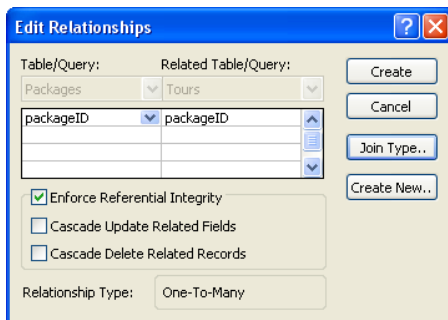 Edit Relationships
Table/Query: Related Table/Query:
Packages Tours
packageID packageID
Enforce Referential Integrity
Cascade Update Related Fields
Cascade Delete Related Records
Relationship Type: One-To-Many
Create
Cancel
Join Type..
Create New..